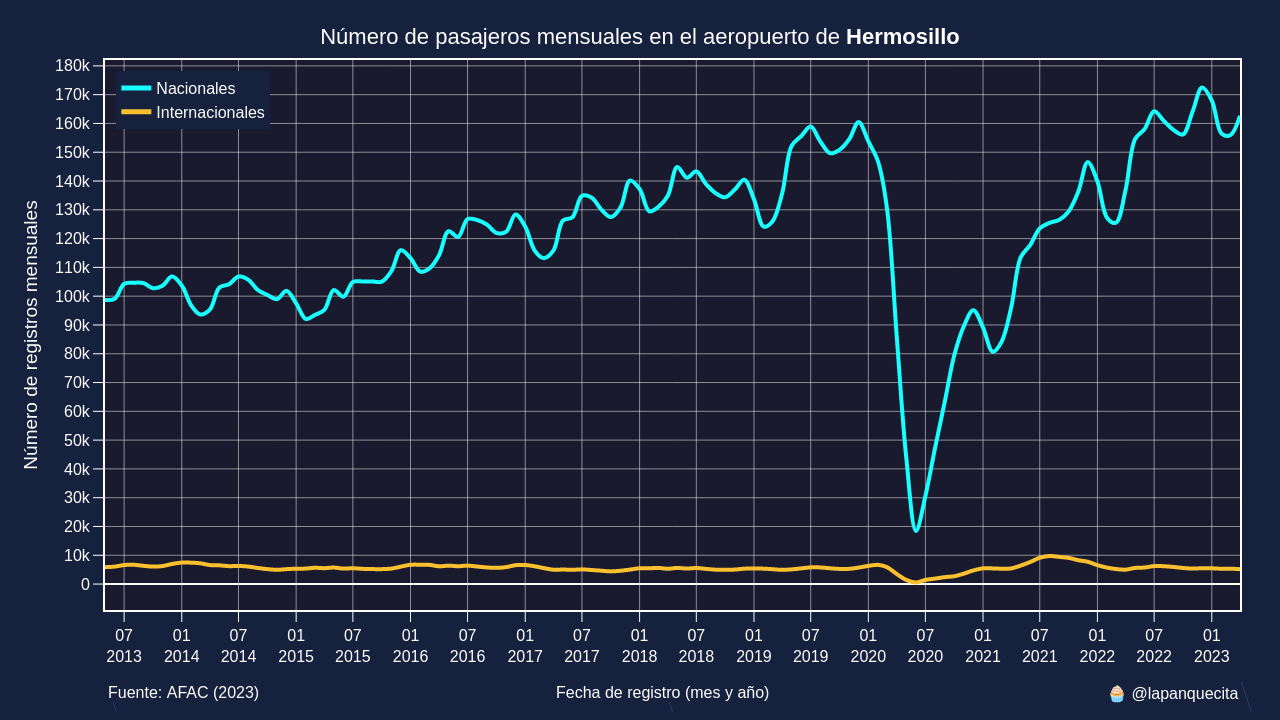 Número de pasajeros mensuales en el aeropuerto de Hermosillo
Nacionales
Internacionales
Número de registros mensuales
180k
170k
160k
150k
140k
130k
120k
110k
100k
90k
80k
70k
60k
50k
40k
30k
20k
10k
0
07 01 07 01 07 01 07 01 07 01 07 01 07 01 07 01 07 01 07 01
2013 2014 2014 2015 2015 2016 2016 2017 2017 2018 2018 2019 2019 2020 2020 2021 2021 2022 2022 2023
Fuente: AFAC (2023) Fecha de registro (mes y año) 🧁 @lapanquecita